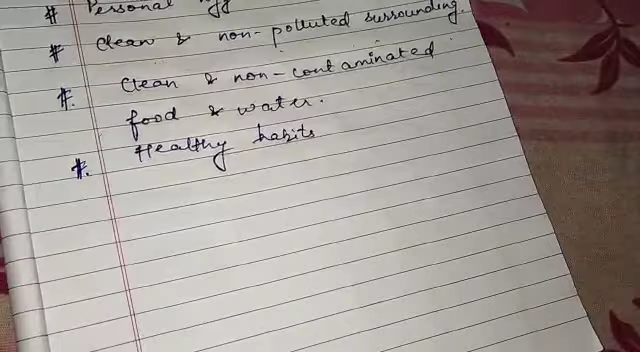 # Personal
# clean & non-polluted surrounding.
#. clean & non-contaminated
food & water.
#. Healthy habits